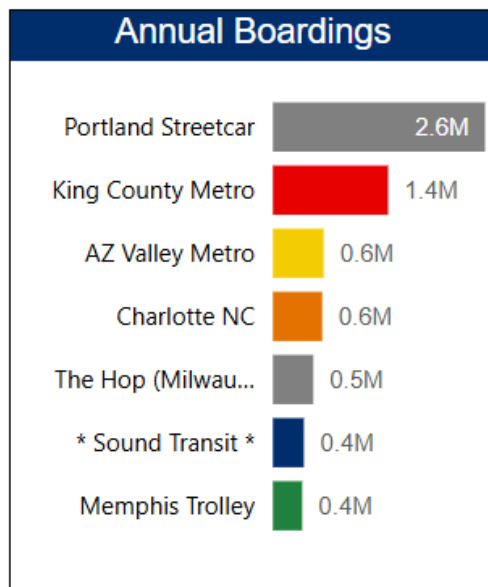 Annual Boardings
Portland Streetcar 2.6M
King County Metro 1.4M
AZ Valley Metro 0.6M
Charlotte NC 0.6M
The Hop (Milwau... 0.5M
* Sound Transit * 0.4M
Memphis Trolley 0.4M